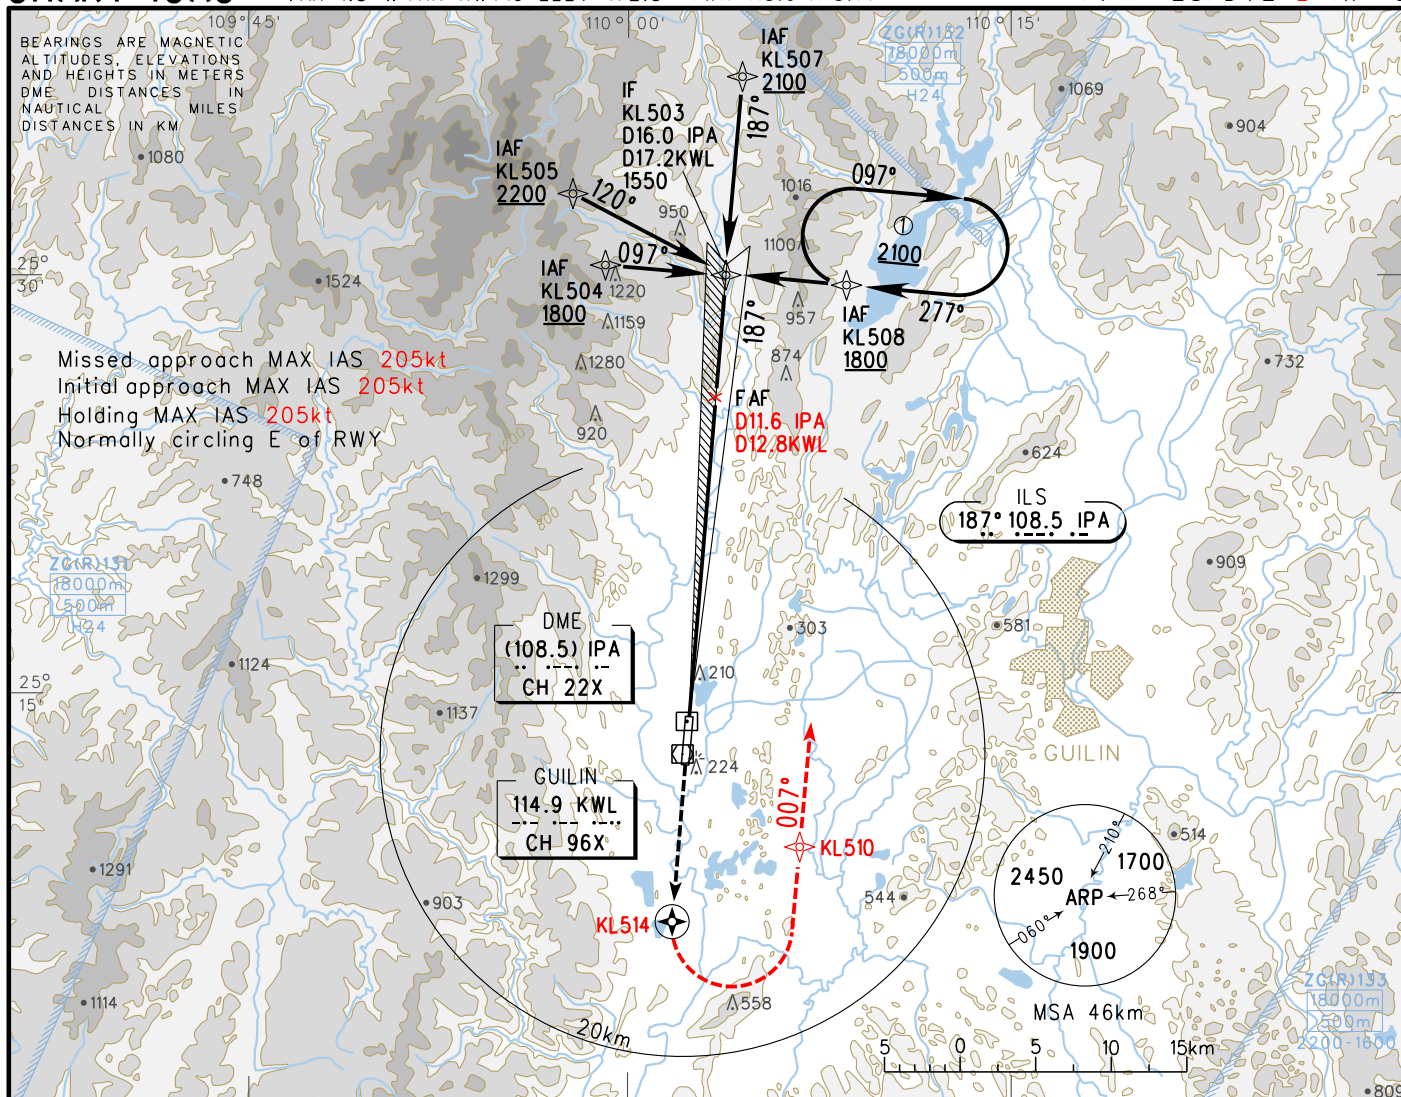 109°45'
110°00'
110°15'
BEARINGS ARE MAGNETIC
ALTITUDES, ELEVATIONS
AND HEIGHTS IN METERS
DME DISTANCES IN
NAUTICAL MILES
DISTANCES IN KM
IAF
KL507
2100
187°
IF
KL503
D16.0 IPA
D17.2KWL
1550
IAF
KL505
2200
120°
IAF
KL504
1800
097°
097°
①
2100
277°
IAF
KL508
1800
187°
ZG(R)132
18000m
500m
H24
1069
904
1080
1016
950
1100
1524
1220
957
1159
1280
874
732
920
25°
30'
Missed approach MAX IAS 205kt
Initial approach MAX IAS 205kt
Holding MAX IAS 205kt
Normally circling E of RWY
FAF
D11.6 IPA
D12.8KWL
748
624
800
400
200
ILS
187° 108.5 IPA
ZG(R)131
18000m
500m
H24
1299
909
DME
(108.5) IPA
CH 22X
303
581
1124
210
25°
15'
1137
GUILIN
224
GUILIN
114.9 KWL
CH 96X
007°
KL510
514
1291
903
544
KL514
2450
1700
1900
ARP
210°
268°
060°
MSA 46km
558
1114
20km
5 0 5 10 15km
ZG(R)133
18000m
500m
2200-1600
809